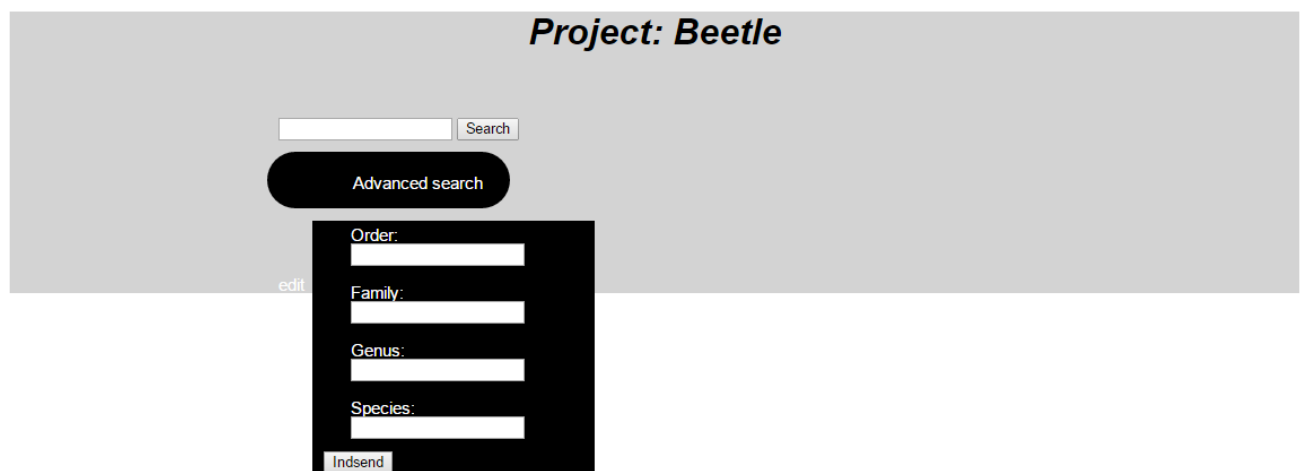 Project: Beetle
Search
Advanced search
Order:
edit
Family:
Genus:
Species:
Indsend